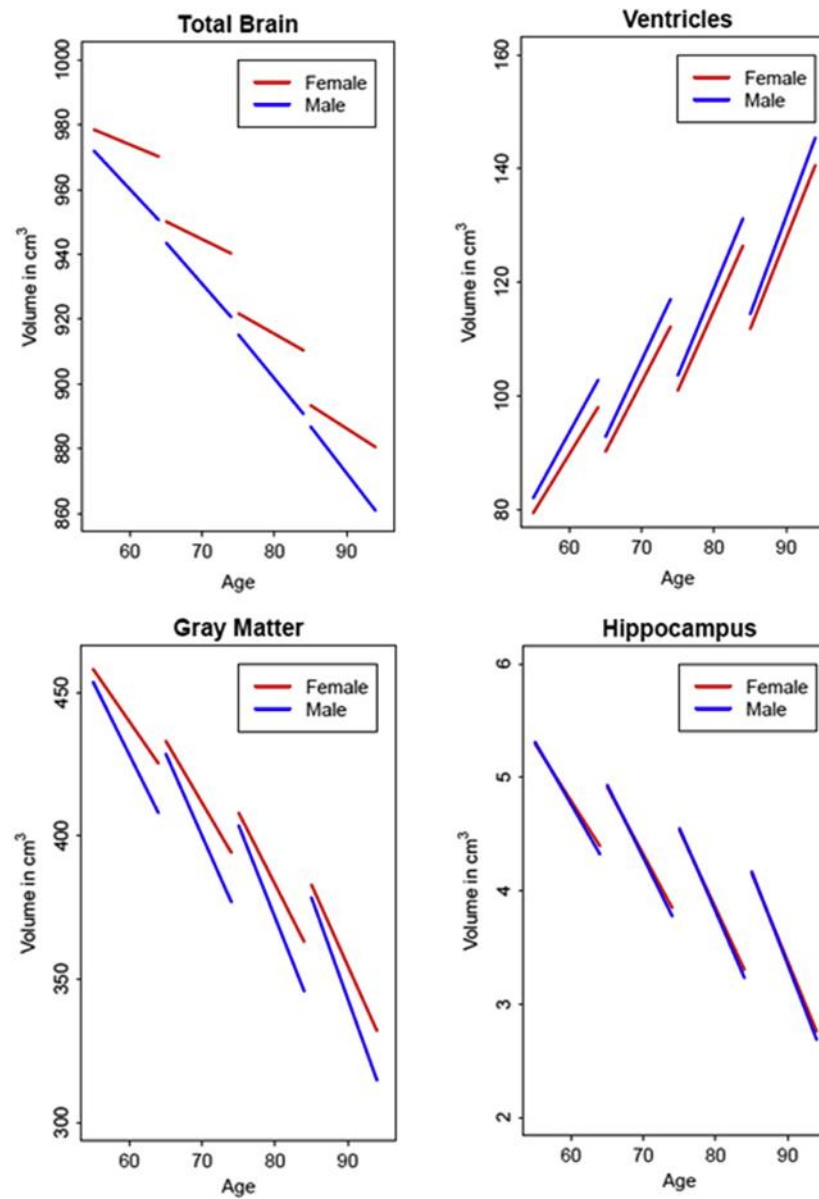 Total Brain
Female
Male
1000
980
960
940
920
900
880
860
Volume in cm³
60 70 80 90
Age
Ventricles
Female
Male
160
140
120
100
80
Volume in cm³
60 70 80 90
Age
Gray Matter
Female
Male
450
400
350
300
Volume in cm³
60 70 80 90
Age
Hippocampus
Female
Male
6
5
4
3
2
Volume in cm³
60 70 80 90
Age